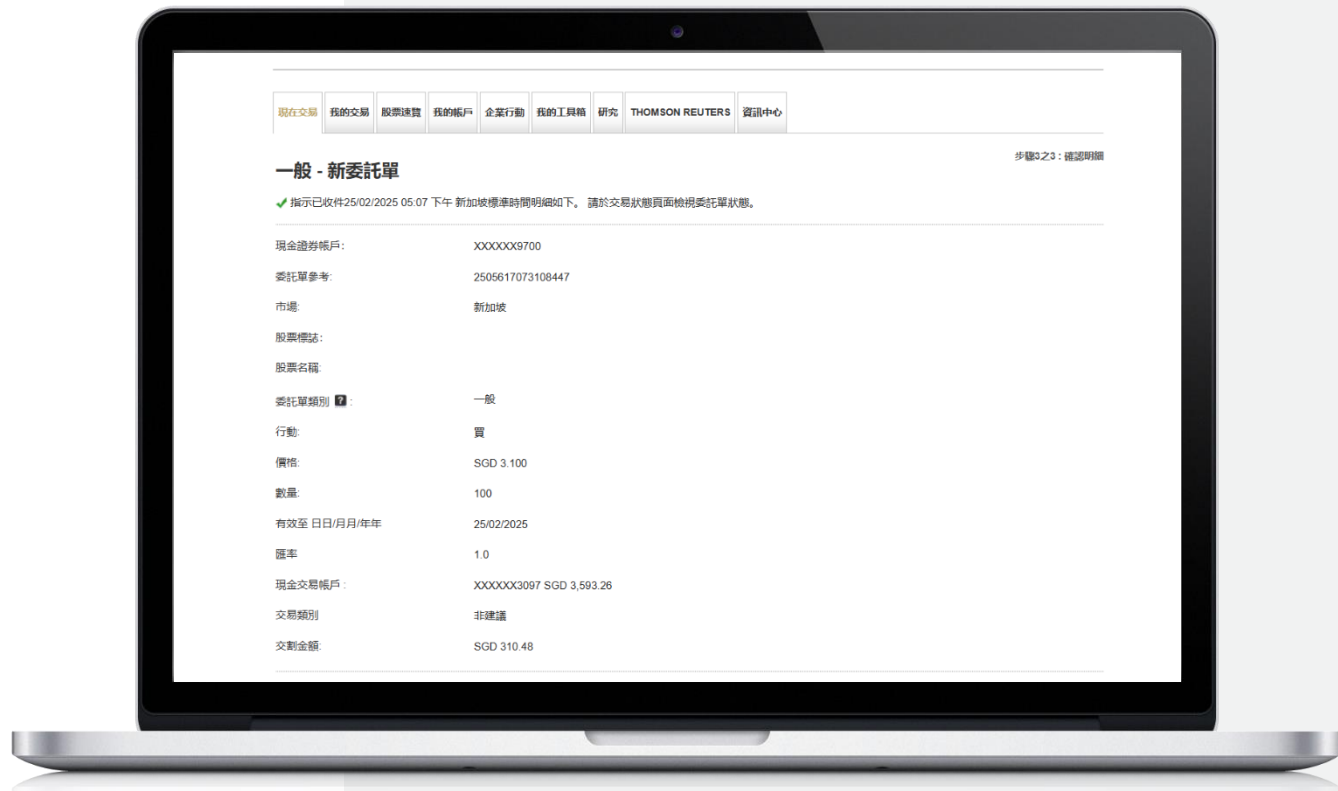 現在交易 我的交易 股票速覽 我的帳戶 企業行動 我的工具箱 研究 THOMSON REUTERS 資訊中心
步驟3之3 : 確認明細
一般 - 新委託單
指示已收件25/02/2025 05:07 下午 新加坡標準時間明細如下。 請於交易狀態頁面檢視委託單狀態。
現金證券帳戶: XXXXXX9700
委託單參考: 2505617073108447
市場: 新加坡
股票標誌:
股票名稱:
委託單類別 ? : 一般
行動: 買
價格: SGD 3.100
數量: 100
有效至 日日/月月/年年 25/02/2025
匯率 1.0
現金交易帳戶 : XXXXXX3097 SGD 3,593.26
交易類別 非建議
交割金額: SGD 310.48